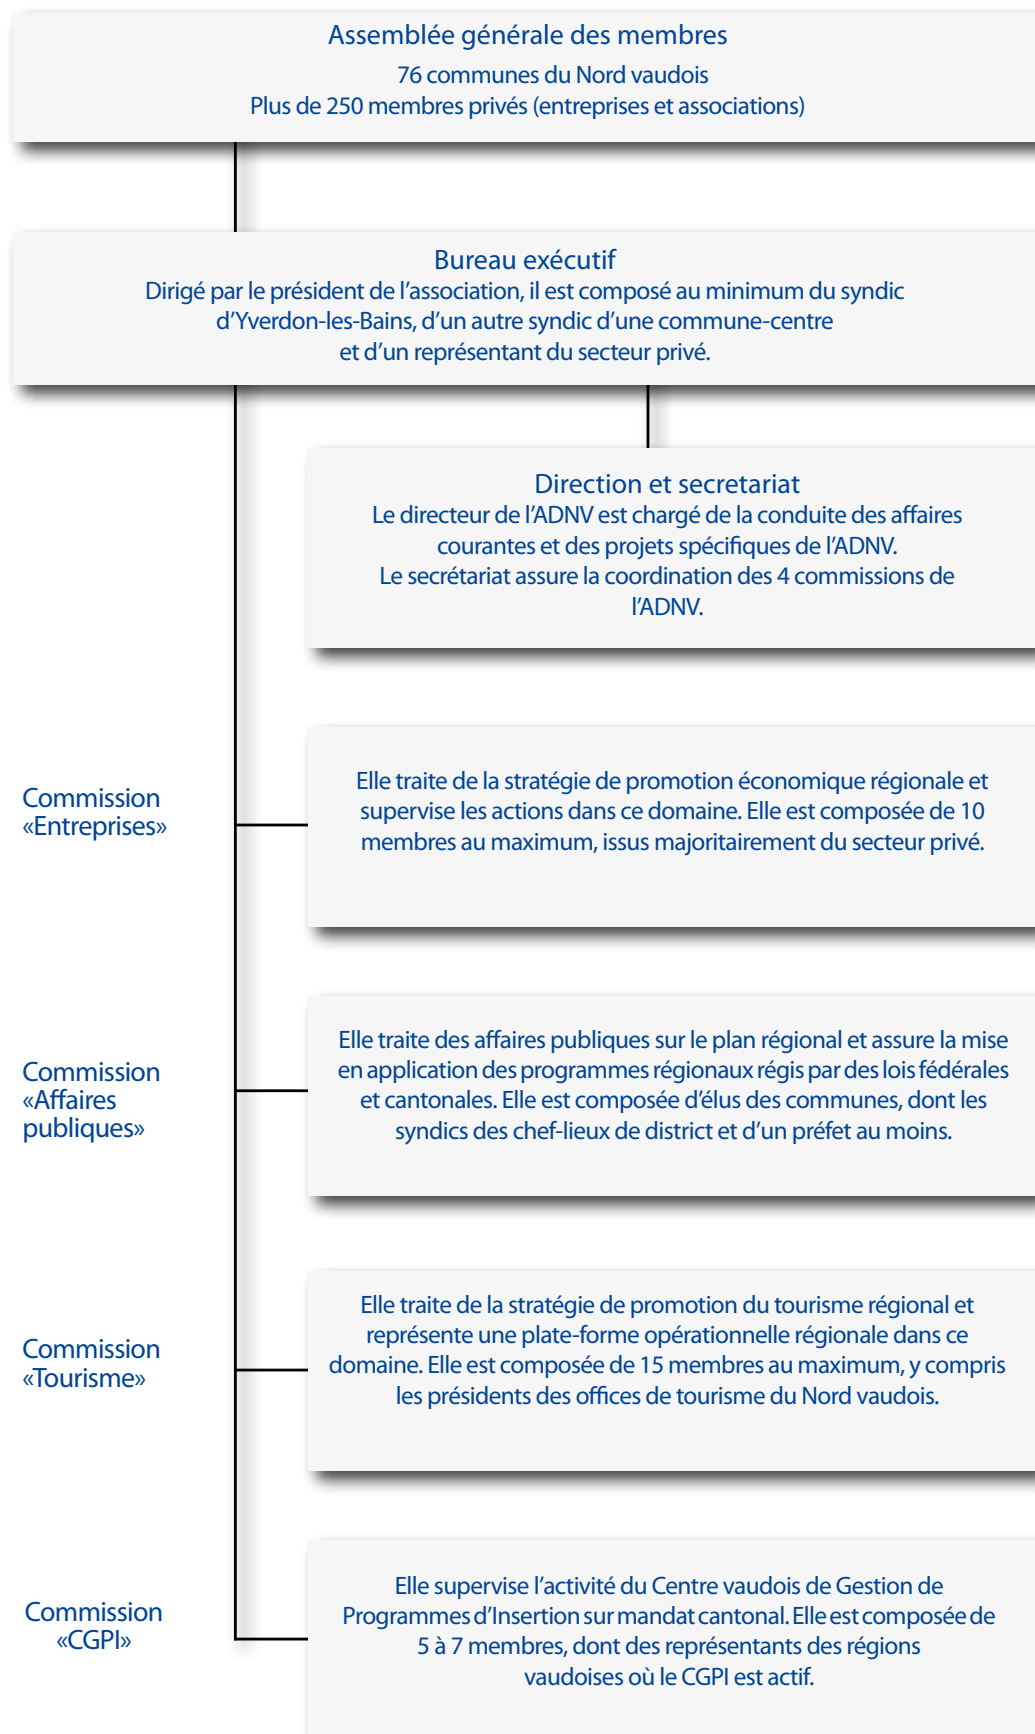 Assemblée générale des membres
76 communes du Nord vaudois
Plus de 250 membres privés (entreprises et associations)
Bureau exécutif
Dirigé par le président de l’association, il est composé au minimum du syndic
d’Yverdon-les-Bains, d’un autre syndic d’une commune-centre
et d’un représentant du secteur privé.
Direction et secretariat
Le directeur de l’ADNV est chargé de la conduite des affaires
courantes et des projets spécifiques de l’ADNV.
Le secrétariat assure la coordination des 4 commissions de
l’ADNV.
Commission
«Entreprises»
Elle traite de la stratégie de promotion économique régionale et
supervise les actions dans ce domaine. Elle est composée de 10
membres au maximum, issus majoritairement du secteur privé.
Commission
«Affaires
publiques»
Elle traite des affaires publiques sur le plan régional et assure la mise
en application des programmes régionaux régis par des lois fédérales
et cantonales. Elle est composée d’élus des communes, dont les
syndics des chef-lieux de district et d’un préfet au moins.
Commission
«Tourisme»
Elle traite de la stratégie de promotion du tourisme régional et
représente une plate-forme opérationnelle régionale dans ce
domaine. Elle est composée de 15 membres au maximum, y compris
les présidents des offices de tourisme du Nord vaudois.
Commission
«CGPI»
Elle supervise l’activité du Centre vaudois de Gestion de
Programmes d’Insertion sur mandat cantonal. Elle est composée de
5 à 7 membres, dont des représentants des régions
vaudoises où le CGPI est actif.